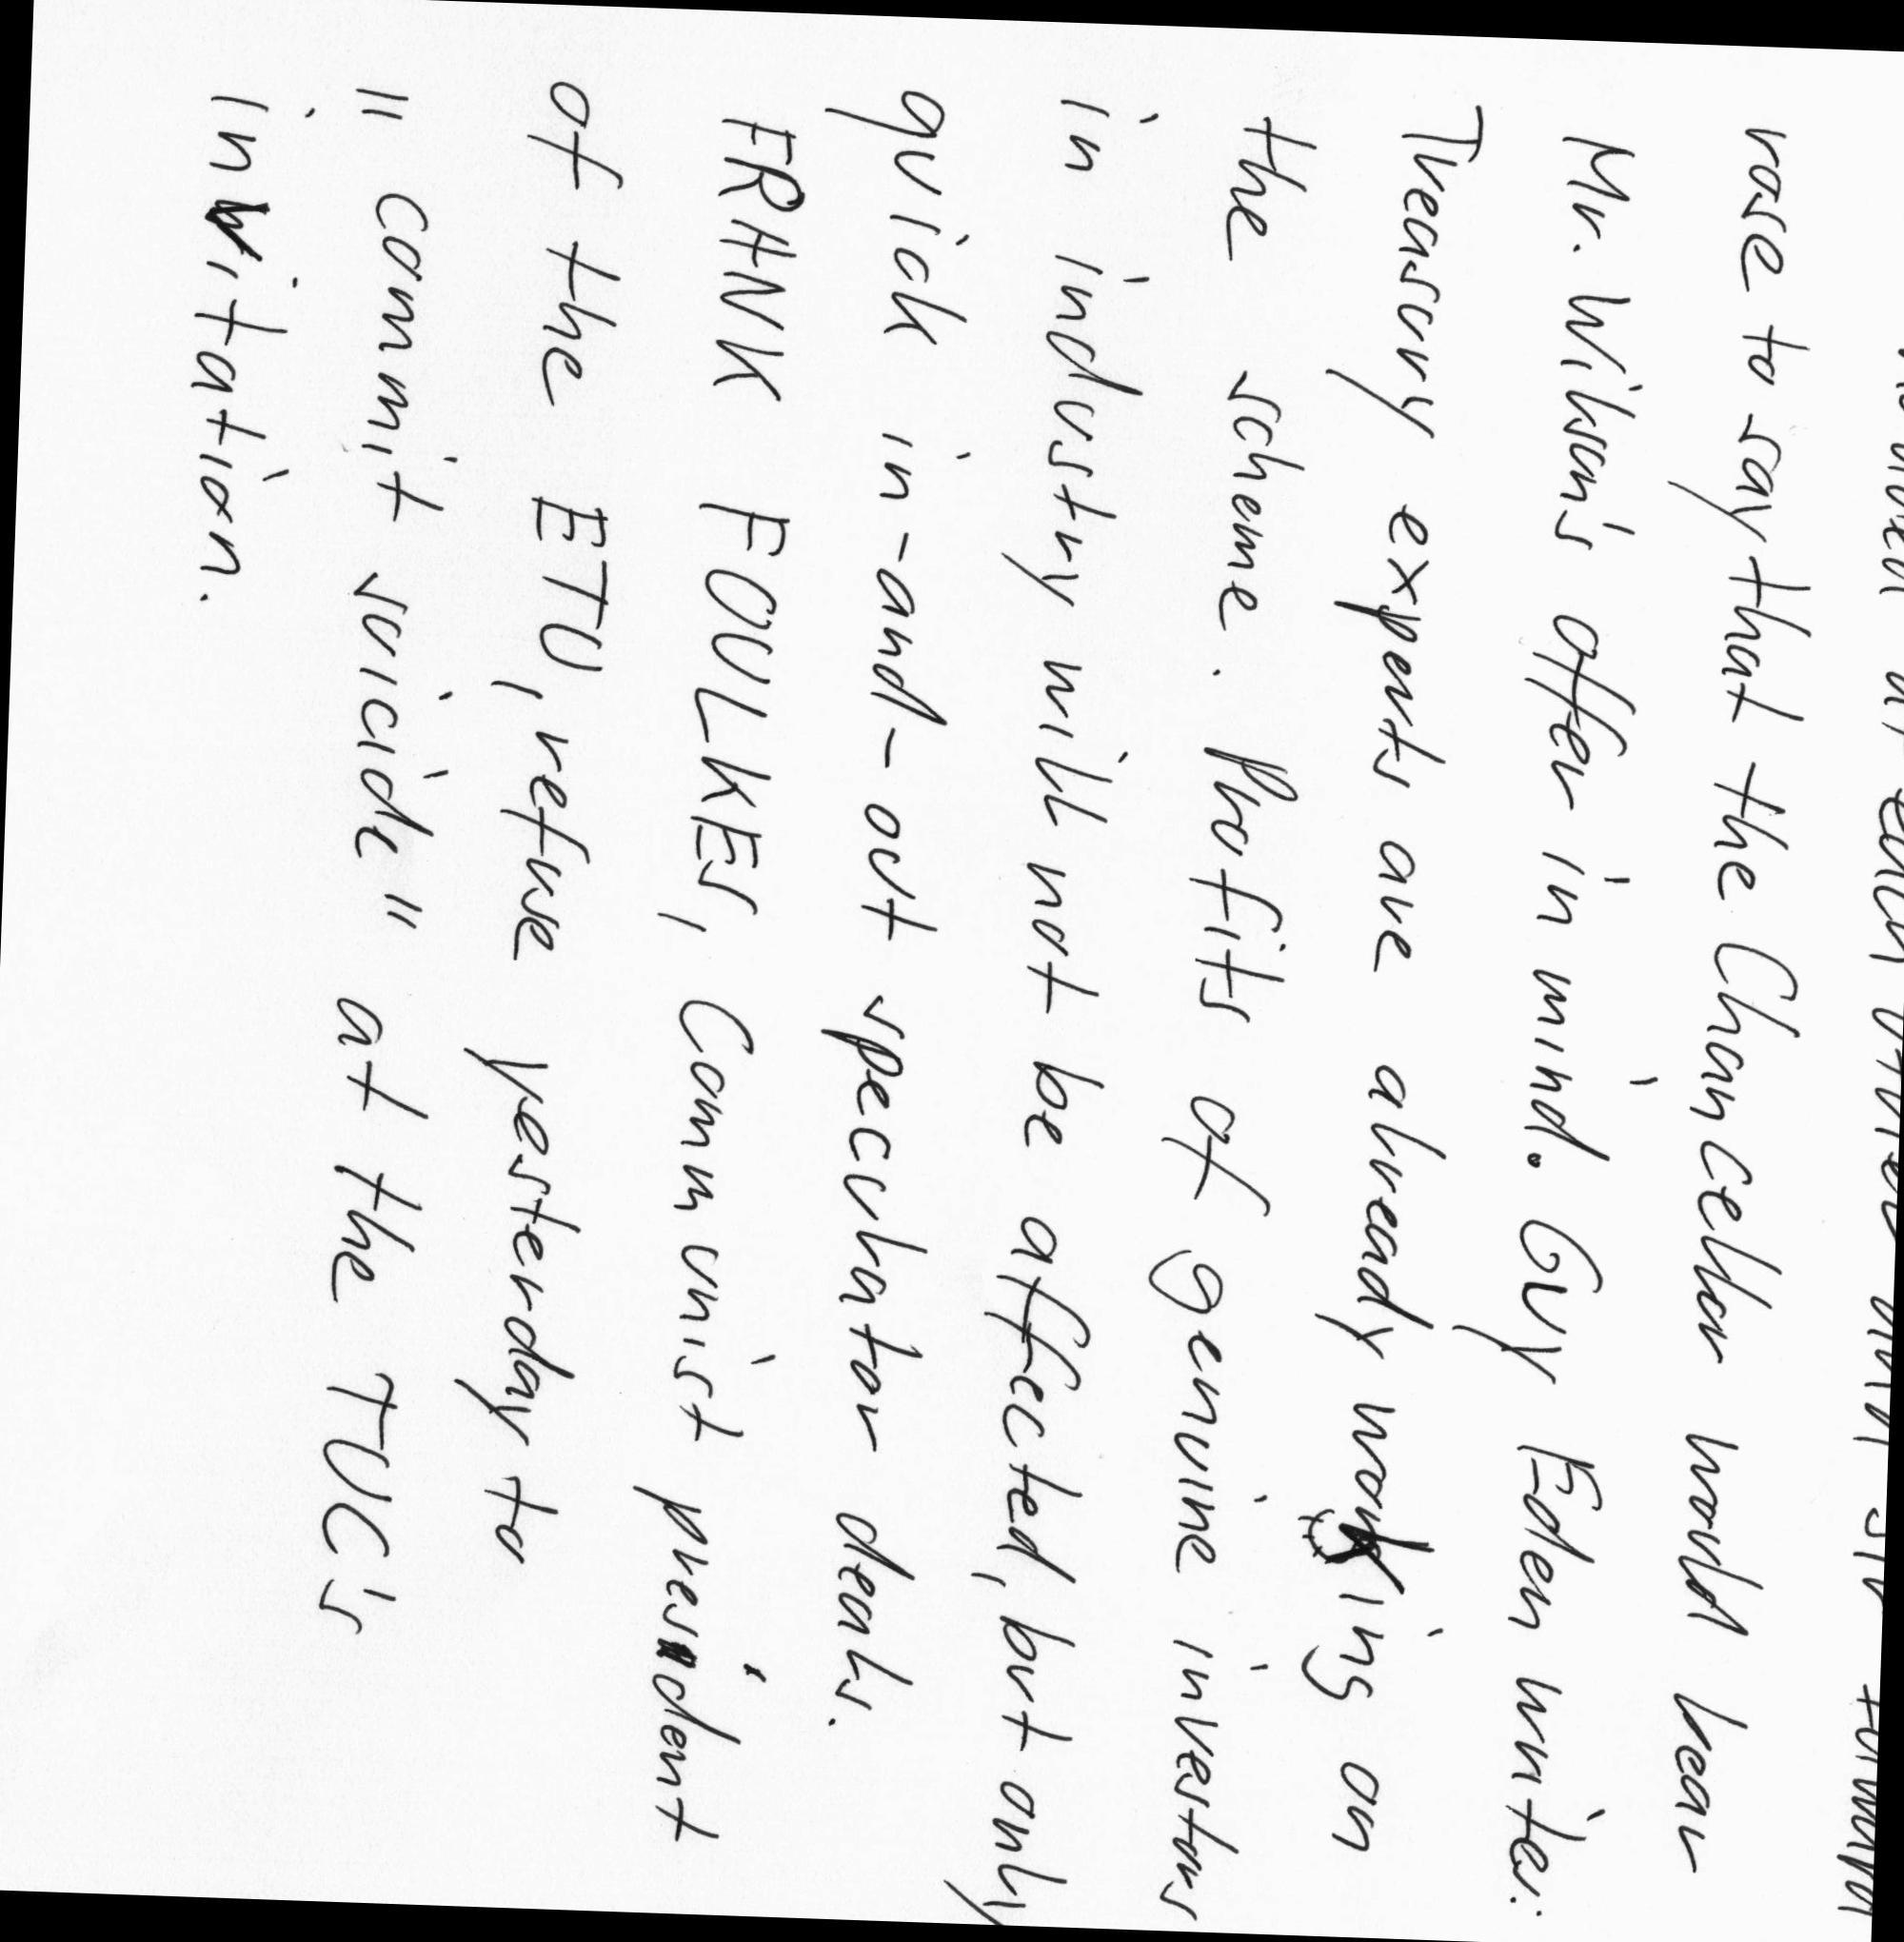 rose to say that the Chancellor would bear
Mr. Wilson's offer in mind. Guy Eden writes:
Treasury experts are already working on
the scheme. Profits of genuine investors
in industry will not be affected, but only
quick in-and-out speculator deals.
FRANK FOULKES, Communist president
of the ETU, refuse yesterday to
" commit suicide " at the TUC's
invitation.